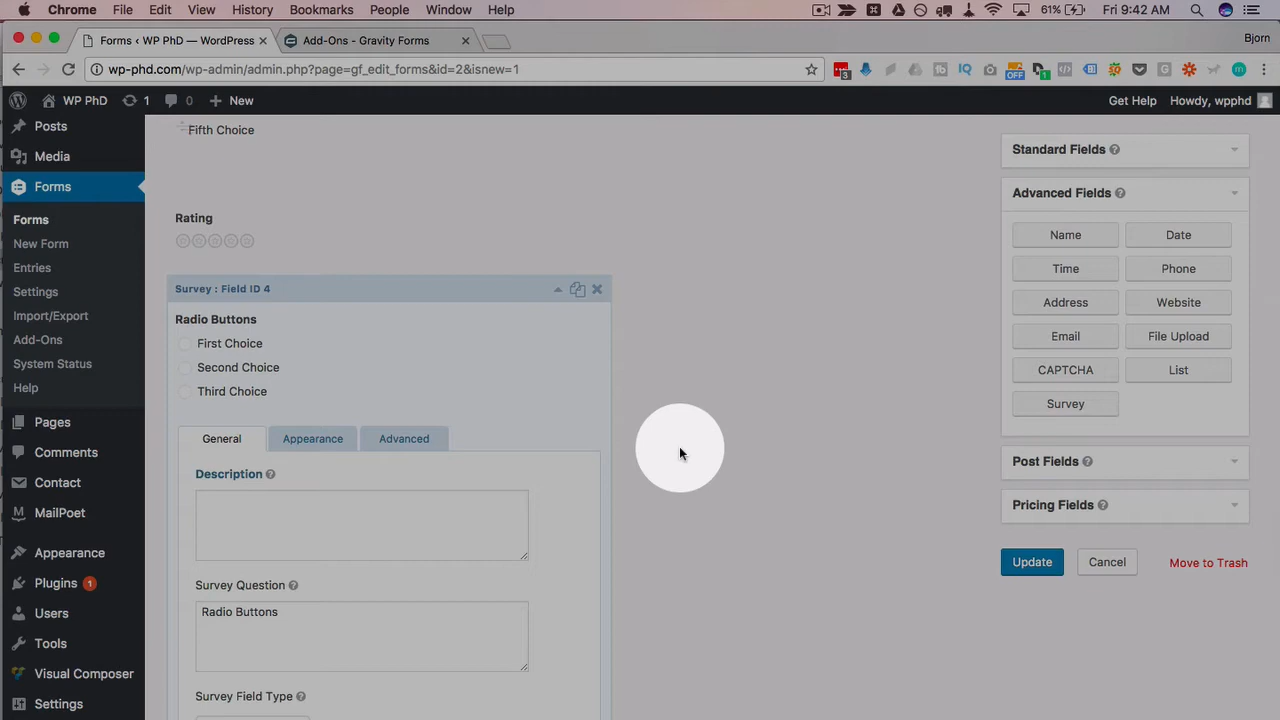 Chrome File Edit View History Bookmarks People Window Help 61% Fri 9:42 AM
Forms ‹ WP PhD — WordPress Add-Ons - Gravity Forms Bjorn
wp-phd.com/wp-admin/admin.php?page=gf_edit_forms&id=2&isnew=1
WP PhD 1 0 New Get Help Howdy, wpphd
Posts
Media
Forms
Forms
New Form
Entries
Settings
Import/Export
Add-Ons
System Status
Help
Pages
Comments
Contact
MailPoet
Appearance
Plugins 1
Users
Tools
Visual Composer
Settings
Fifth Choice
Rating
Survey : Field ID 4
Radio Buttons
First Choice
Second Choice
Third Choice
General Appearance Advanced
Description
Survey Question
Radio Buttons
Survey Field Type
Standard Fields
Advanced Fields
Name Date
Time Phone
Address Website
Email File Upload
CAPTCHA List
Survey
Post Fields
Pricing Fields
Update Cancel Move to Trash